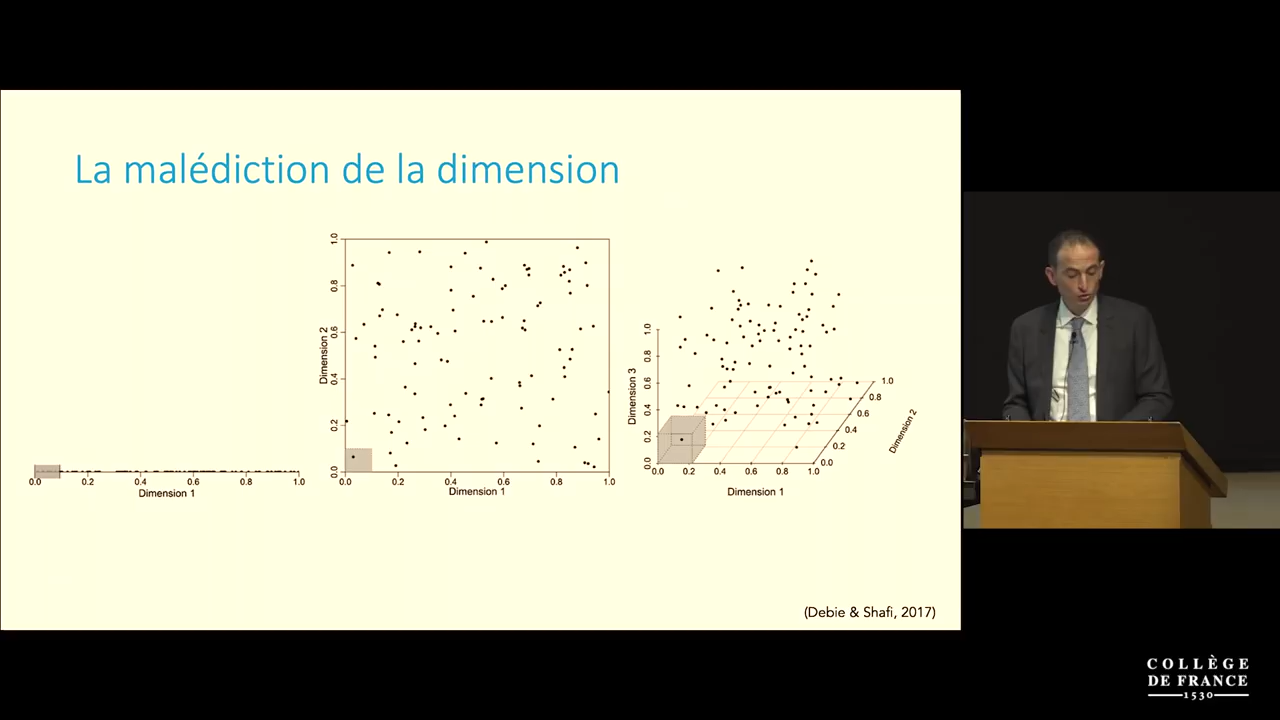 La malédiction de la dimension
0.0 0.2 0.4 0.6 0.8 1.0
Dimension 1
1.0
0.8
0.6
0.4
0.2
0.0
Dimension 2
0.0 0.2 0.4 0.6 0.8 1.0
Dimension 1
1.0
0.8
0.6
0.4
0.2
0.0
Dimension 3
0.0 0.2 0.4 0.6 0.8 1.0
Dimension 1
1.0
0.8
0.6
0.4
0.2
0.0
Dimension 2
(Debie & Shafi, 2017)
COLLÈGE
DE FRANCE
1530